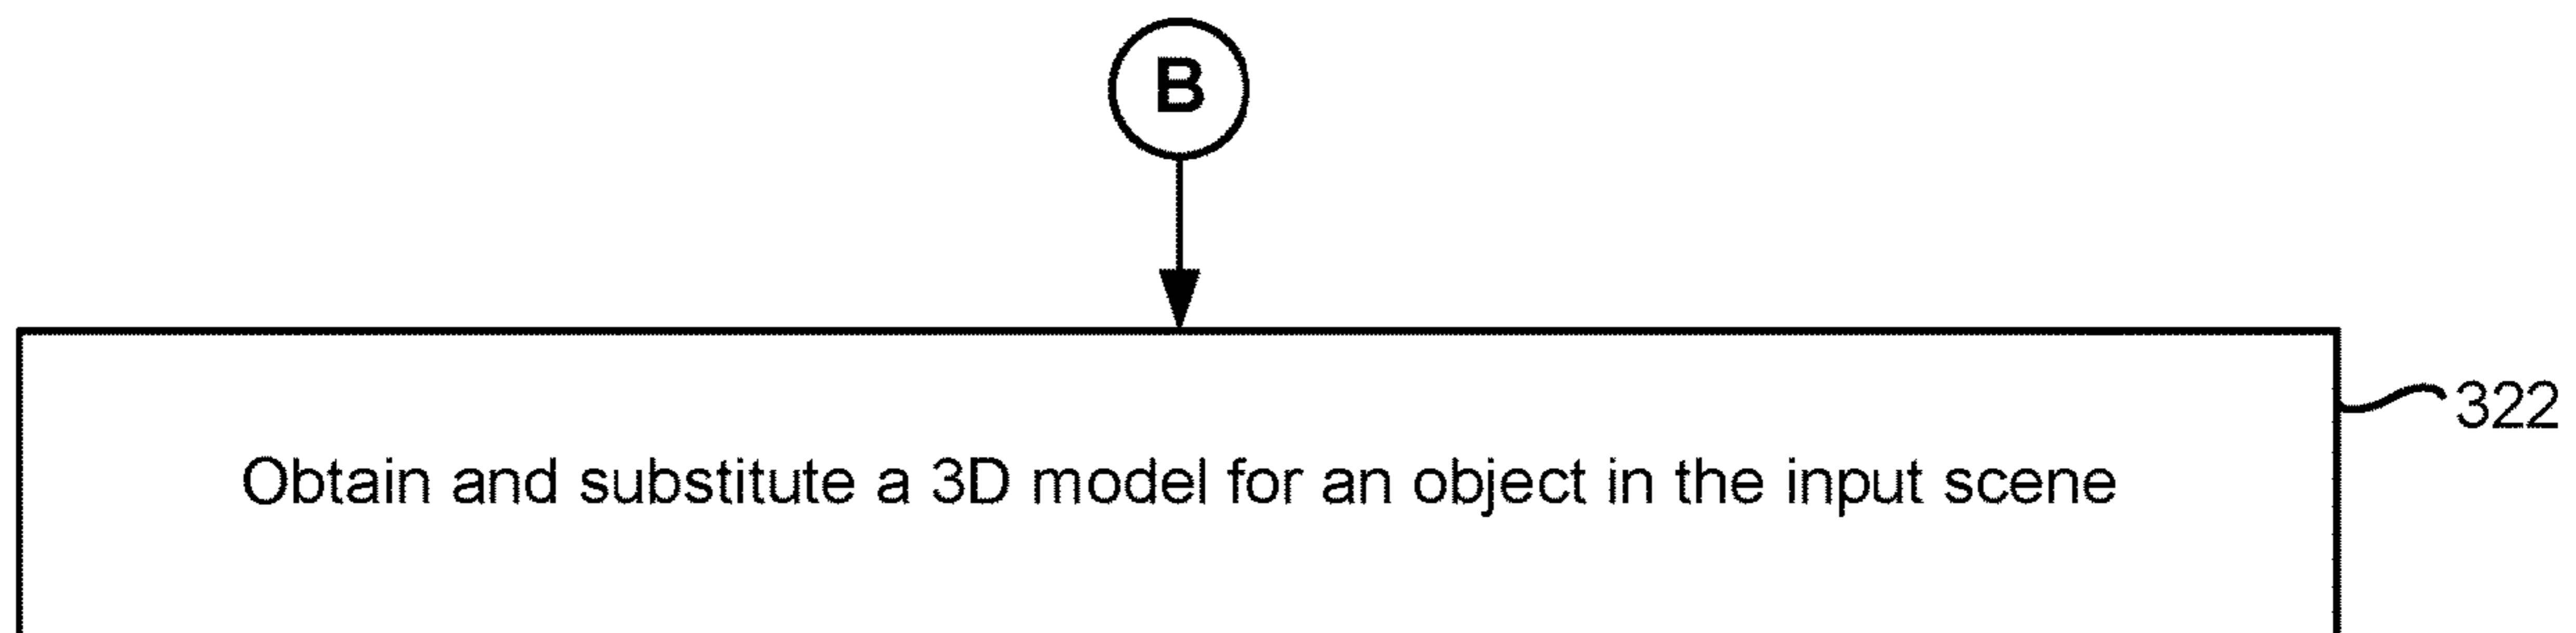 B
322
Obtain and substitute a 3D model for an object in the input scene